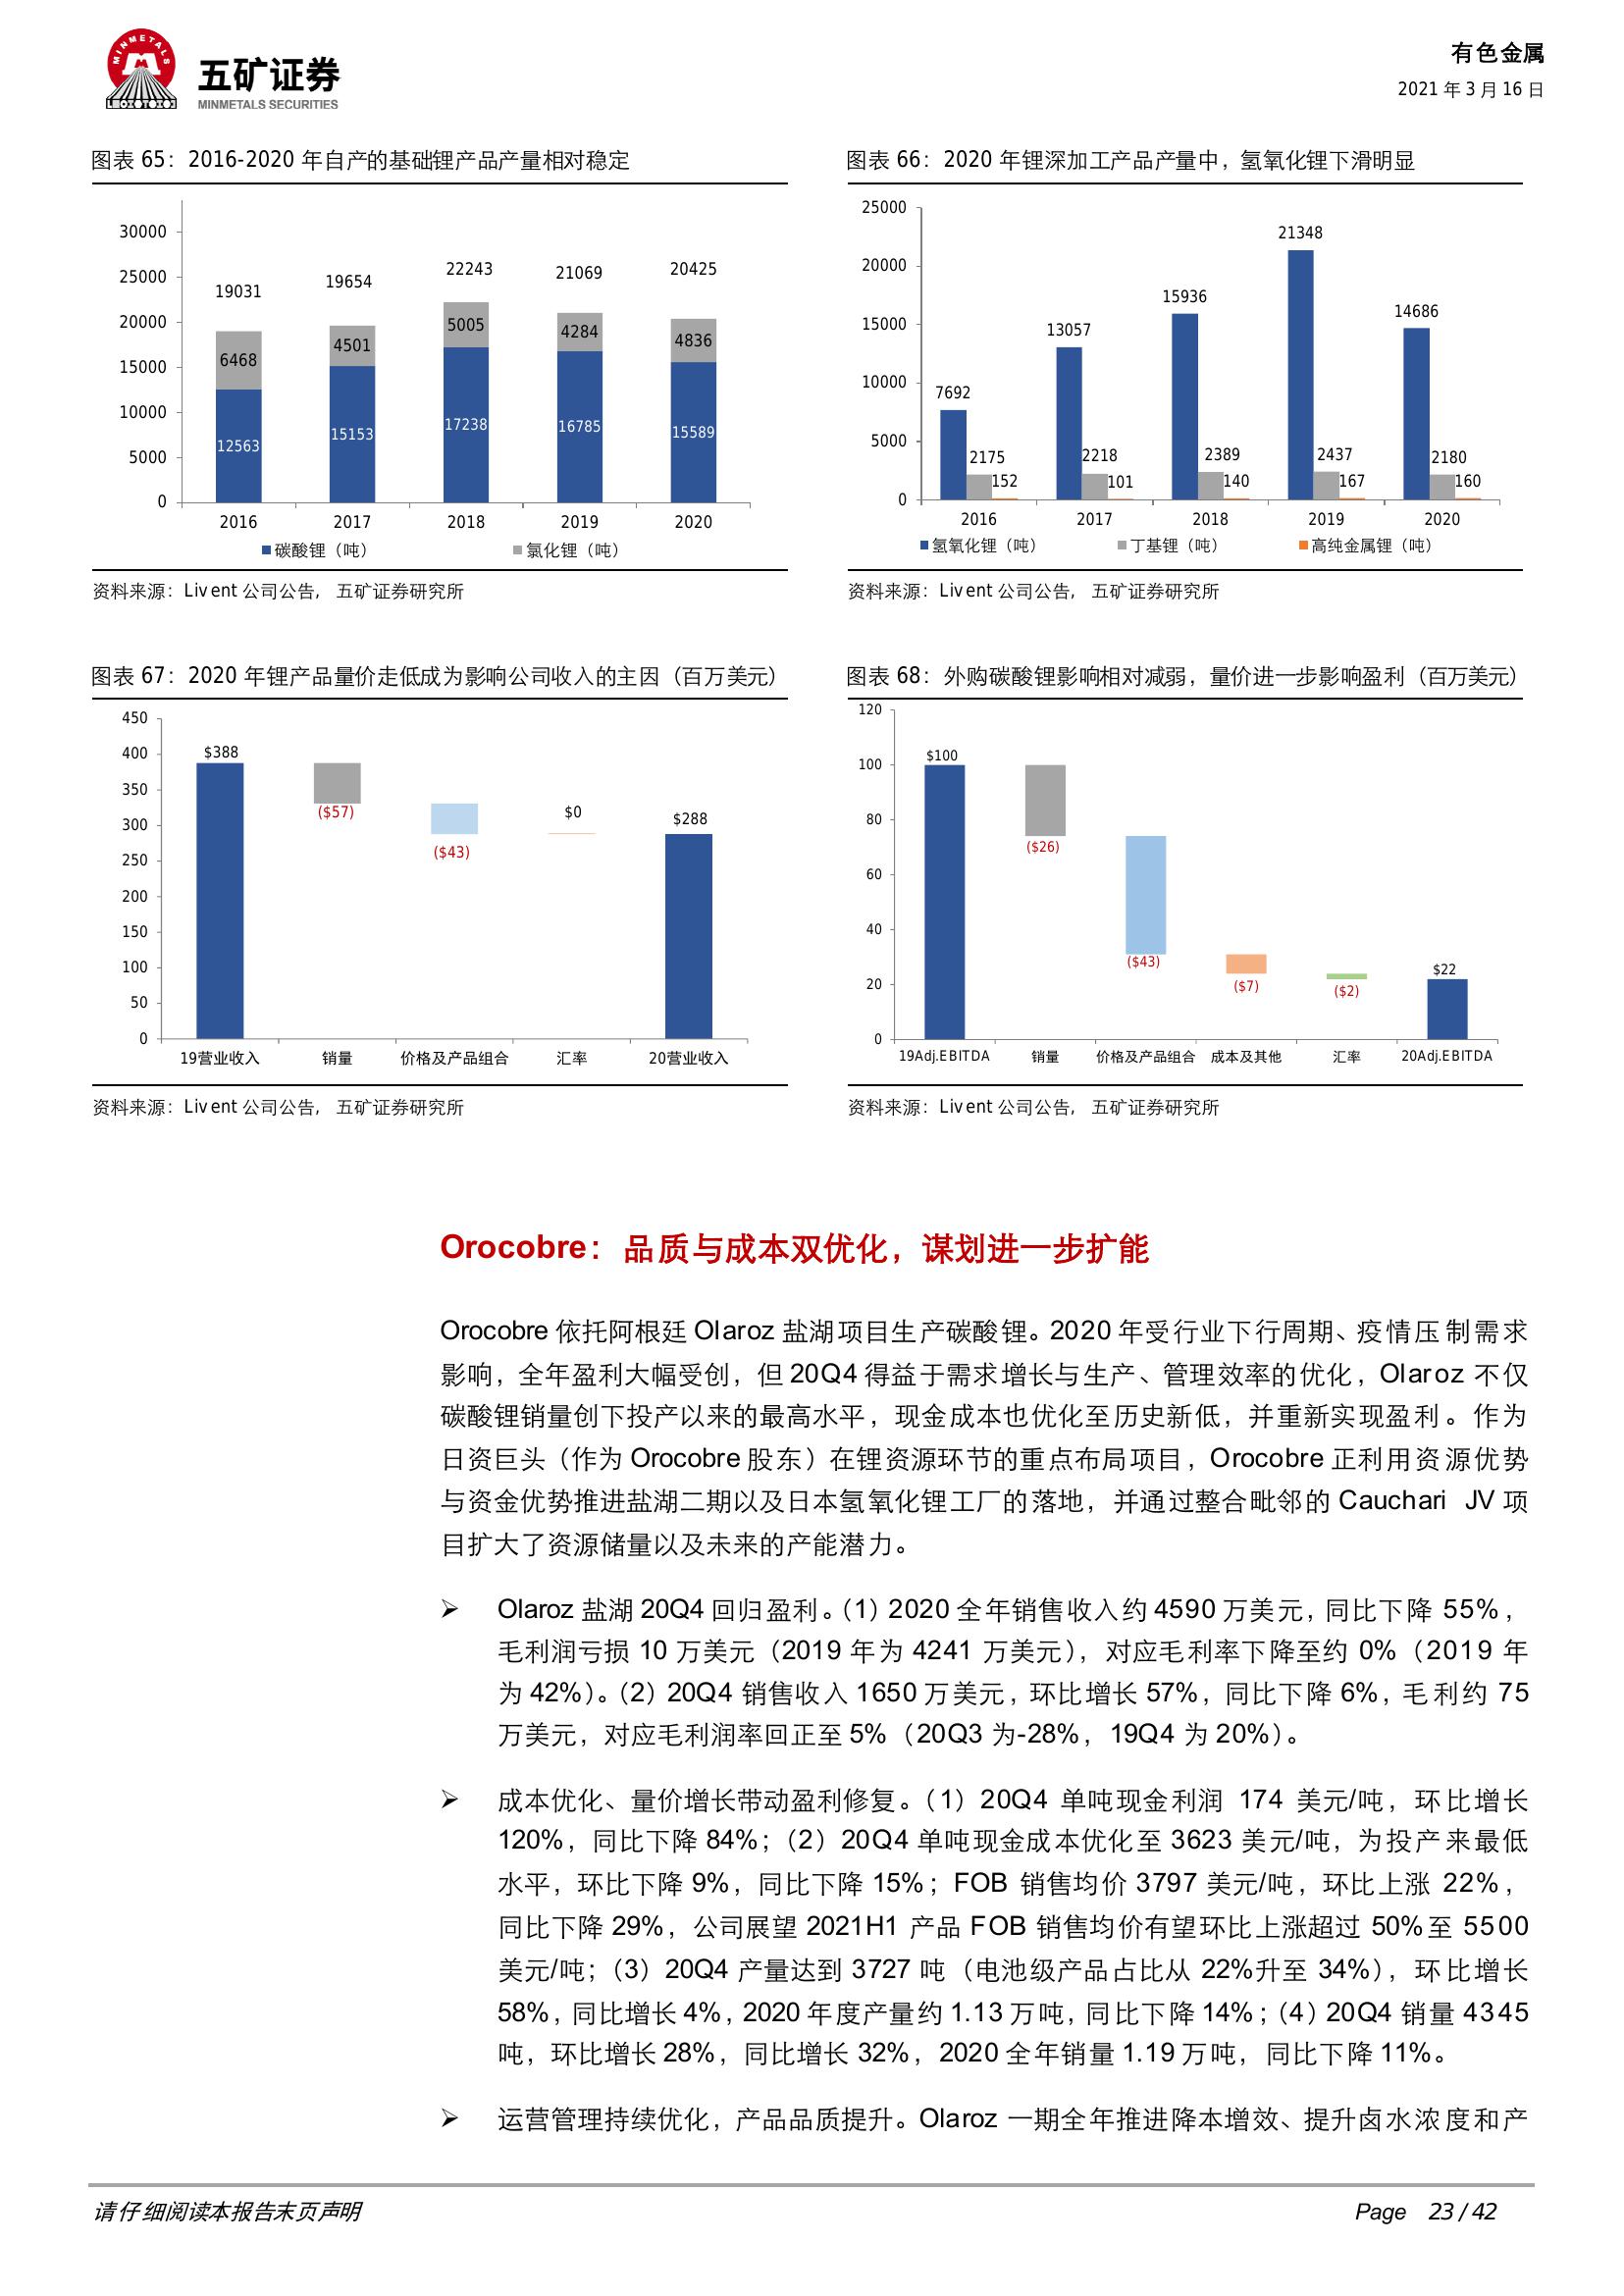 MINMETALS
五矿证券
MINMETALS SECURITIES
有色金属
2021 年 3 月 16 日
图表 65：2016-2020 年自产的基础锂产品产量相对稳定
30000
25000
20000
15000
10000
5000
0
19031
19654
22243
21069
20425
6468
4501
5005
4284
4836
12563
15153
17238
16785
15589
2016 2017 2018 2019 2020
碳酸锂（吨） 氯化锂（吨）
资料来源：Livent 公司公告，五矿证券研究所
图表 66：2020 年锂深加工产品产量中，氢氧化锂下滑明显
25000
20000
15000
10000
5000
0
7692
13057
15936
21348
14686
2175
2218
2389
2437
2180
152
101
140
167
160
2016 2017 2018 2019 2020
氢氧化锂（吨） 丁基锂（吨） 高纯金属锂（吨）
资料来源：Livent 公司公告，五矿证券研究所
图表 67：2020 年锂产品量价走低成为影响公司收入的主因（百万美元）
450
400
350
300
250
200
150
100
50
0
$388
($57)
($43)
$0
$288
19营业收入 销量 价格及产品组合 汇率 20营业收入
资料来源：Livent 公司公告，五矿证券研究所
图表 68：外购碳酸锂影响相对减弱，量价进一步影响盈利（百万美元）
120
100
80
60
40
20
0
$100
($26)
($43)
($7)
($2)
$22
19Adj.EBITDA 销量 价格及产品组合 成本及其他 汇率 20Adj.EBITDA
资料来源：Livent 公司公告，五矿证券研究所
Orocobre：品质与成本双优化，谋划进一步扩能
Orocobre 依托阿根廷 Olaroz 盐湖项目生产碳酸锂。2020 年受行业下行周期、疫情压制需求
影响，全年盈利大幅受创，但 20Q4 得益于需求增长与生产、管理效率的优化，Olaroz 不仅
碳酸锂销量创下投产以来的最高水平，现金成本也优化至历史新低，并重新实现盈利。作为
日资巨头（作为 Orocobre 股东）在锂资源环节的重点布局项目，Orocobre 正利用资源优势
与资金优势推进盐湖二期以及日本氢氧化锂工厂的落地，并通过整合毗邻的 Cauchari JV 项
目扩大了资源储量以及未来的产能潜力。
➢ Olaroz 盐湖 20Q4 回归盈利。（1）2020 全年销售收入约 4590 万美元，同比下降 55%，
毛利润亏损 10 万美元（2019 年为 4241 万美元），对应毛利率下降至约 0%（2019 年
为 42%）。（2）20Q4 销售收入 1650 万美元，环比增长 57%，同比下降 6%，毛利约 75
万美元，对应毛利润率回正至 5%（20Q3 为-28%，19Q4 为 20%）。
➢ 成本优化、量价增长带动盈利修复。（1）20Q4 单吨现金利润 174 美元/吨，环比增长
120%，同比下降 84%；（2）20Q4 单吨现金成本优化至 3623 美元/吨，为投产来最低
水平，环比下降 9%，同比下降 15%；FOB 销售均价 3797 美元/吨，环比上涨 22%，
同比下降 29%，公司展望 2021H1 产品 FOB 销售均价有望环比上涨超过 50%至 5500
美元/吨；（3）20Q4 产量达到 3727 吨（电池级产品占比从 22%升至 34%），环比增长
58%，同比增长 4%，2020 年度产量约 1.13 万吨，同比下降 14%；（4）20Q4 销量 4345
吨，环比增长 28%，同比增长 32%，2020 全年销量 1.19 万吨，同比下降 11%。
➢ 运营管理持续优化，产品品质提升。Olaroz 一期全年推进降本增效、提升卤水浓度和产
请仔细阅读本报告末页声明
Page 23 / 42